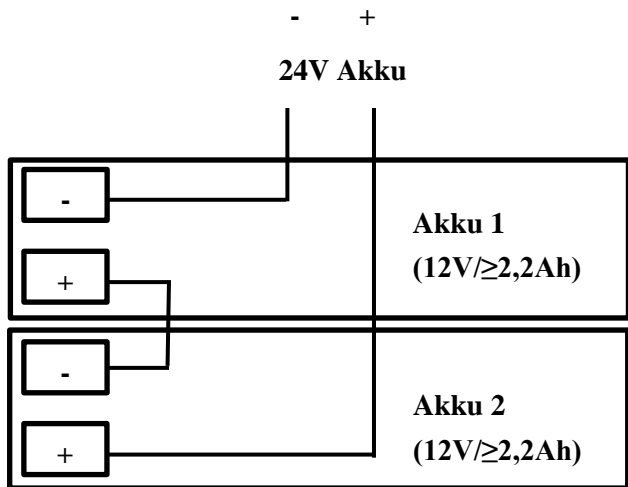 - +
24V Akku
-
Akku 1
+
(12V/≥2,2Ah)
-
Akku 2
+
(12V/≥2,2Ah)